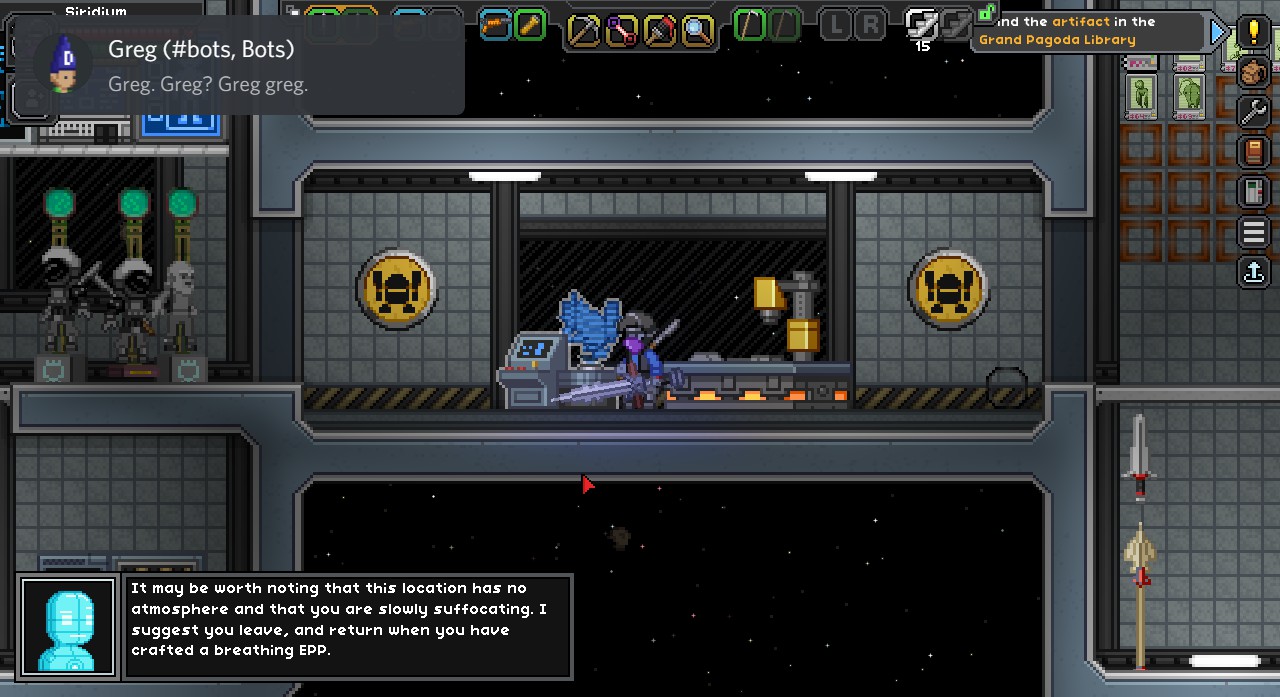 Siridium
Greg (#bots, Bots)
Greg. Greg? Greg greg.
D
L R
15
ind the artifact in the
Grand Pagoda Library
It may be worth noting that this location has no
atmosphere and that you are slowly suffocating. I
suggest you leave, and return when you have
crafted a breathing EPP.